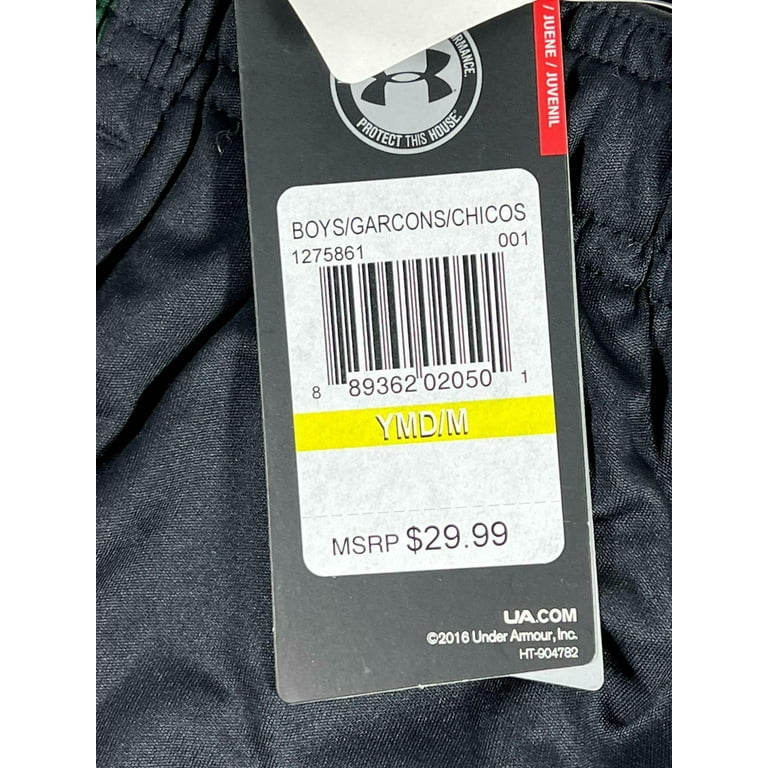 / JUENE / JUVENIL
PROTECT THIS HOUSE
BOYS/GARCONS/CHICOS
1275861 001
8 89362 02050 1
YMD/M
MSRP $29.99
UA.COM
©2016 Under Armour, Inc.
HT-904782